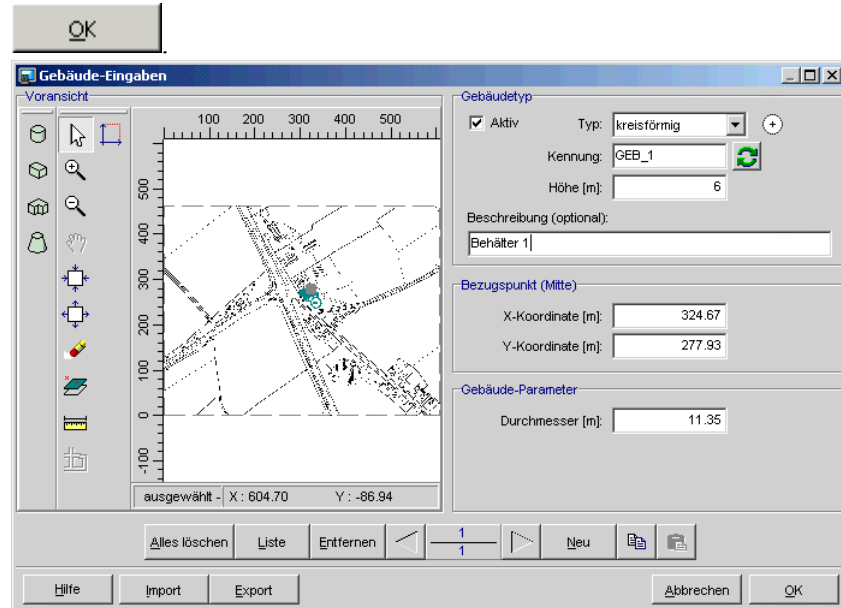 OK
.
Gebäude-Eingaben
Voransicht
100 200 300 400 500
500
400
300
200
100
0
-100
ausgewählt - X : 604.70 Y : -86.94
Gebäudetyp
Aktiv Typ: kreisförmig
Kennung: GEB_1
Höhe [m]: 6
Beschreibung (optional):
Behälter 1
Bezugspunkt (Mitte)
X-Koordinate [m]: 324.67
Y-Koordinate [m]: 277.93
Gebäude-Parameter
Durchmesser [m]: 11.35
Alles löschen Liste Entfernen 1 1 Neu
Hilfe Import Export Abbrechen OK